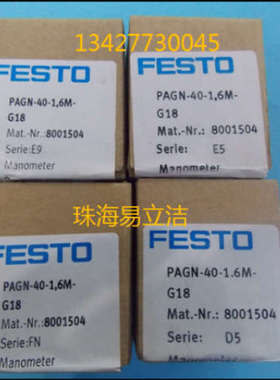 13427730045
FESTO
PAGN-40-1,6M-
G18
Mat.-Nr.: 8001504
Serie: E9
Manometer
FESTO
PAGN-40-1,6M-
G18
Mat.-Nr.: 8001504
Serie: E5
Manometer
珠海易立洁
FESTO
PAGN-40-1,6M-
G18
Mat.-Nr.:8001504
Serie: FN
Manometer
FESTO
PAGN-40-1.6M-
G18
Mat.-Nr.: 8001504
Serie: D5
Manometer